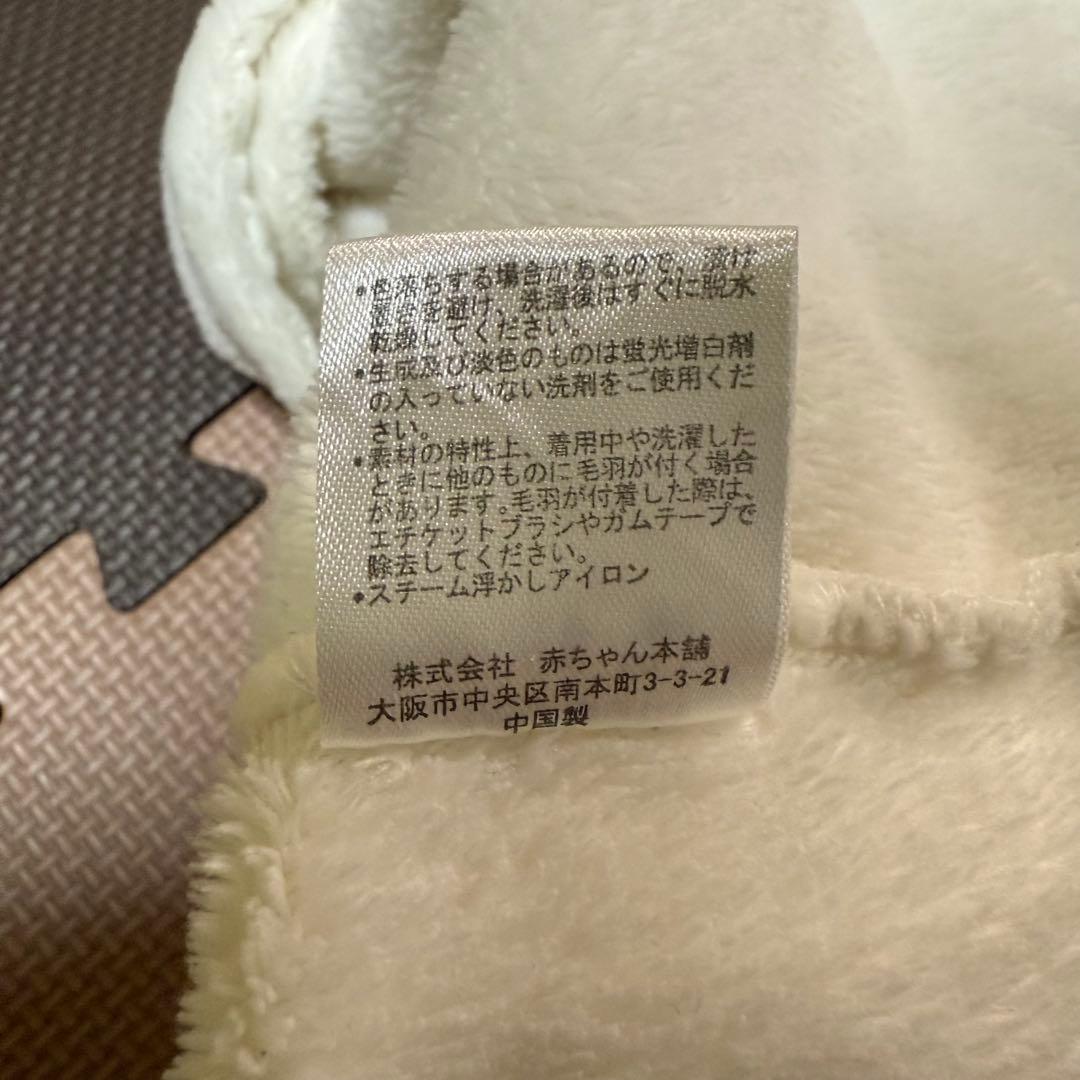 •色落ちする場合があるので、漬け
置きを避け、洗濯後はすぐに脱水
乾燥してください。
•生成及び淡色のものは蛍光増白剤
の入っていない洗剤をご使用くだ
さい。
•素材の特性上、着用中や洗濯した
ときに他のものに毛羽が付く場合
があります。毛羽が付着した際は、
エチケットブラシやガムテープで
除去してください。
•スチーム浮かしアイロン
株式会社 赤ちゃん本舗
大阪市中央区南本町3-3-21
中国製